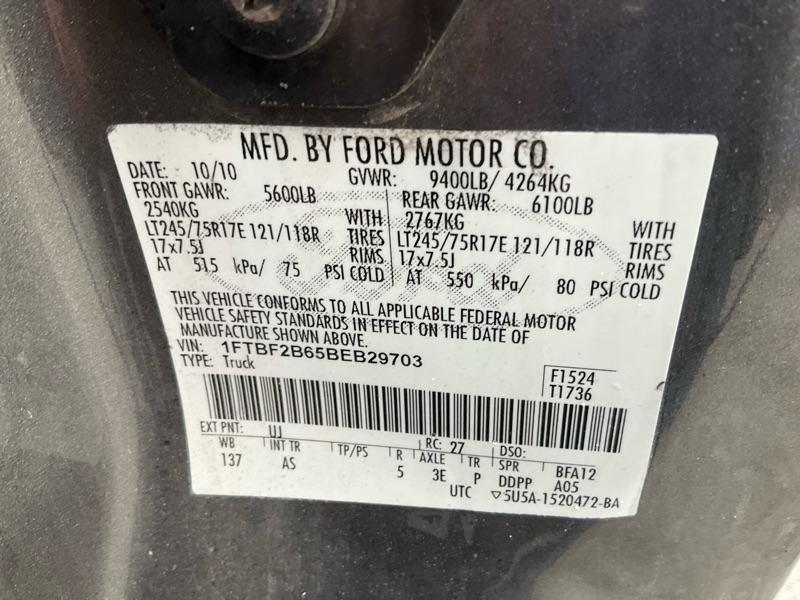 MFD. BY FORD MOTOR CO.
DATE: 10/10 GVWR: 9400LB/ 4264KG
FRONT GAWR: 5600LB REAR GAWR: 6100LB
2540KG WITH 2767KG WITH
LT245/75R17E 121/118R TIRES LT245/75R17E 121/118R TIRES
17x7.5J RIMS 17x7.5J RIMS
AT 515 kPa/ 75 PSI COLD AT 550 kPa/ 80 PSI COLD
THIS VEHICLE CONFORMS TO ALL APPLICABLE FEDERAL MOTOR
VEHICLE SAFETY STANDARDS IN EFFECT ON THE DATE OF
MANUFACTURE SHOWN ABOVE.
VIN: 1FTBF2B65BEB29703
TYPE: Truck
F1524
T1736
EXT PNT: UJ RC: 27 DSO:
WB INT TR TP/PS R AXLE TR SPR BFA12
137 AS 5 3E P DDPP A05
UTC ▽5U5A-1520472-BA